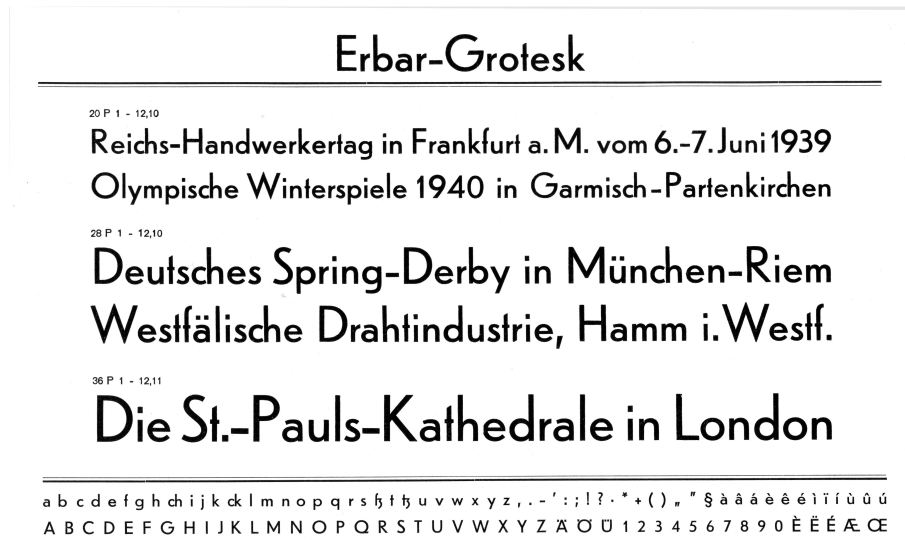 Erbar-Grotesk
20 P 1 - 12,10
Reichs-Handwerkertag in Frankfurt a. M. vom 6.-7. Juni 1939
Olympische Winterspiele 1940 in Garmisch-Partenkirchen
28 P 1 - 12,10
Deutsches Spring-Derby in München-Riem
Westfälische Drahtindustrie, Hamm i. Westf.
36 P 1 - 12,11
Die St.-Pauls-Kathedrale in London
a b c d e f g h ch i j k ck l m n o p q r s ß t tz u v w x y z , . - ' : ; ! ? · * + ( ) „ " § à â á è ê é ì ï í ù û ú
A B C D E F G H I J K L M N O P Q R S T U V W X Y Z Ä Ö Ü 1 2 3 4 5 6 7 8 9 0 È Ë É Æ Œ